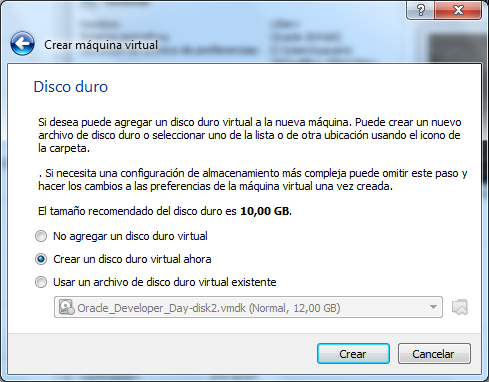 Crear máquina virtual
Disco duro
Si desea puede agregar un disco duro virtual a la nueva máquina. Puede crear un nuevo
archivo de disco duro o seleccionar uno de la lista o de otra ubicación usando el icono de
la carpeta.
. Si necesita una configuración de almacenamiento más compleja puede omitir este paso y
hacer los cambios a las preferencias de la máquina virtual una vez creada.
El tamaño recomendado del disco duro es 10,00 GB.
No agregar un disco duro virtual
Crear un disco duro virtual ahora
Usar un archivo de disco duro virtual existente
Oracle_Developer_Day-disk2.vmdk (Normal, 12,00 GB)
Crear
Cancelar